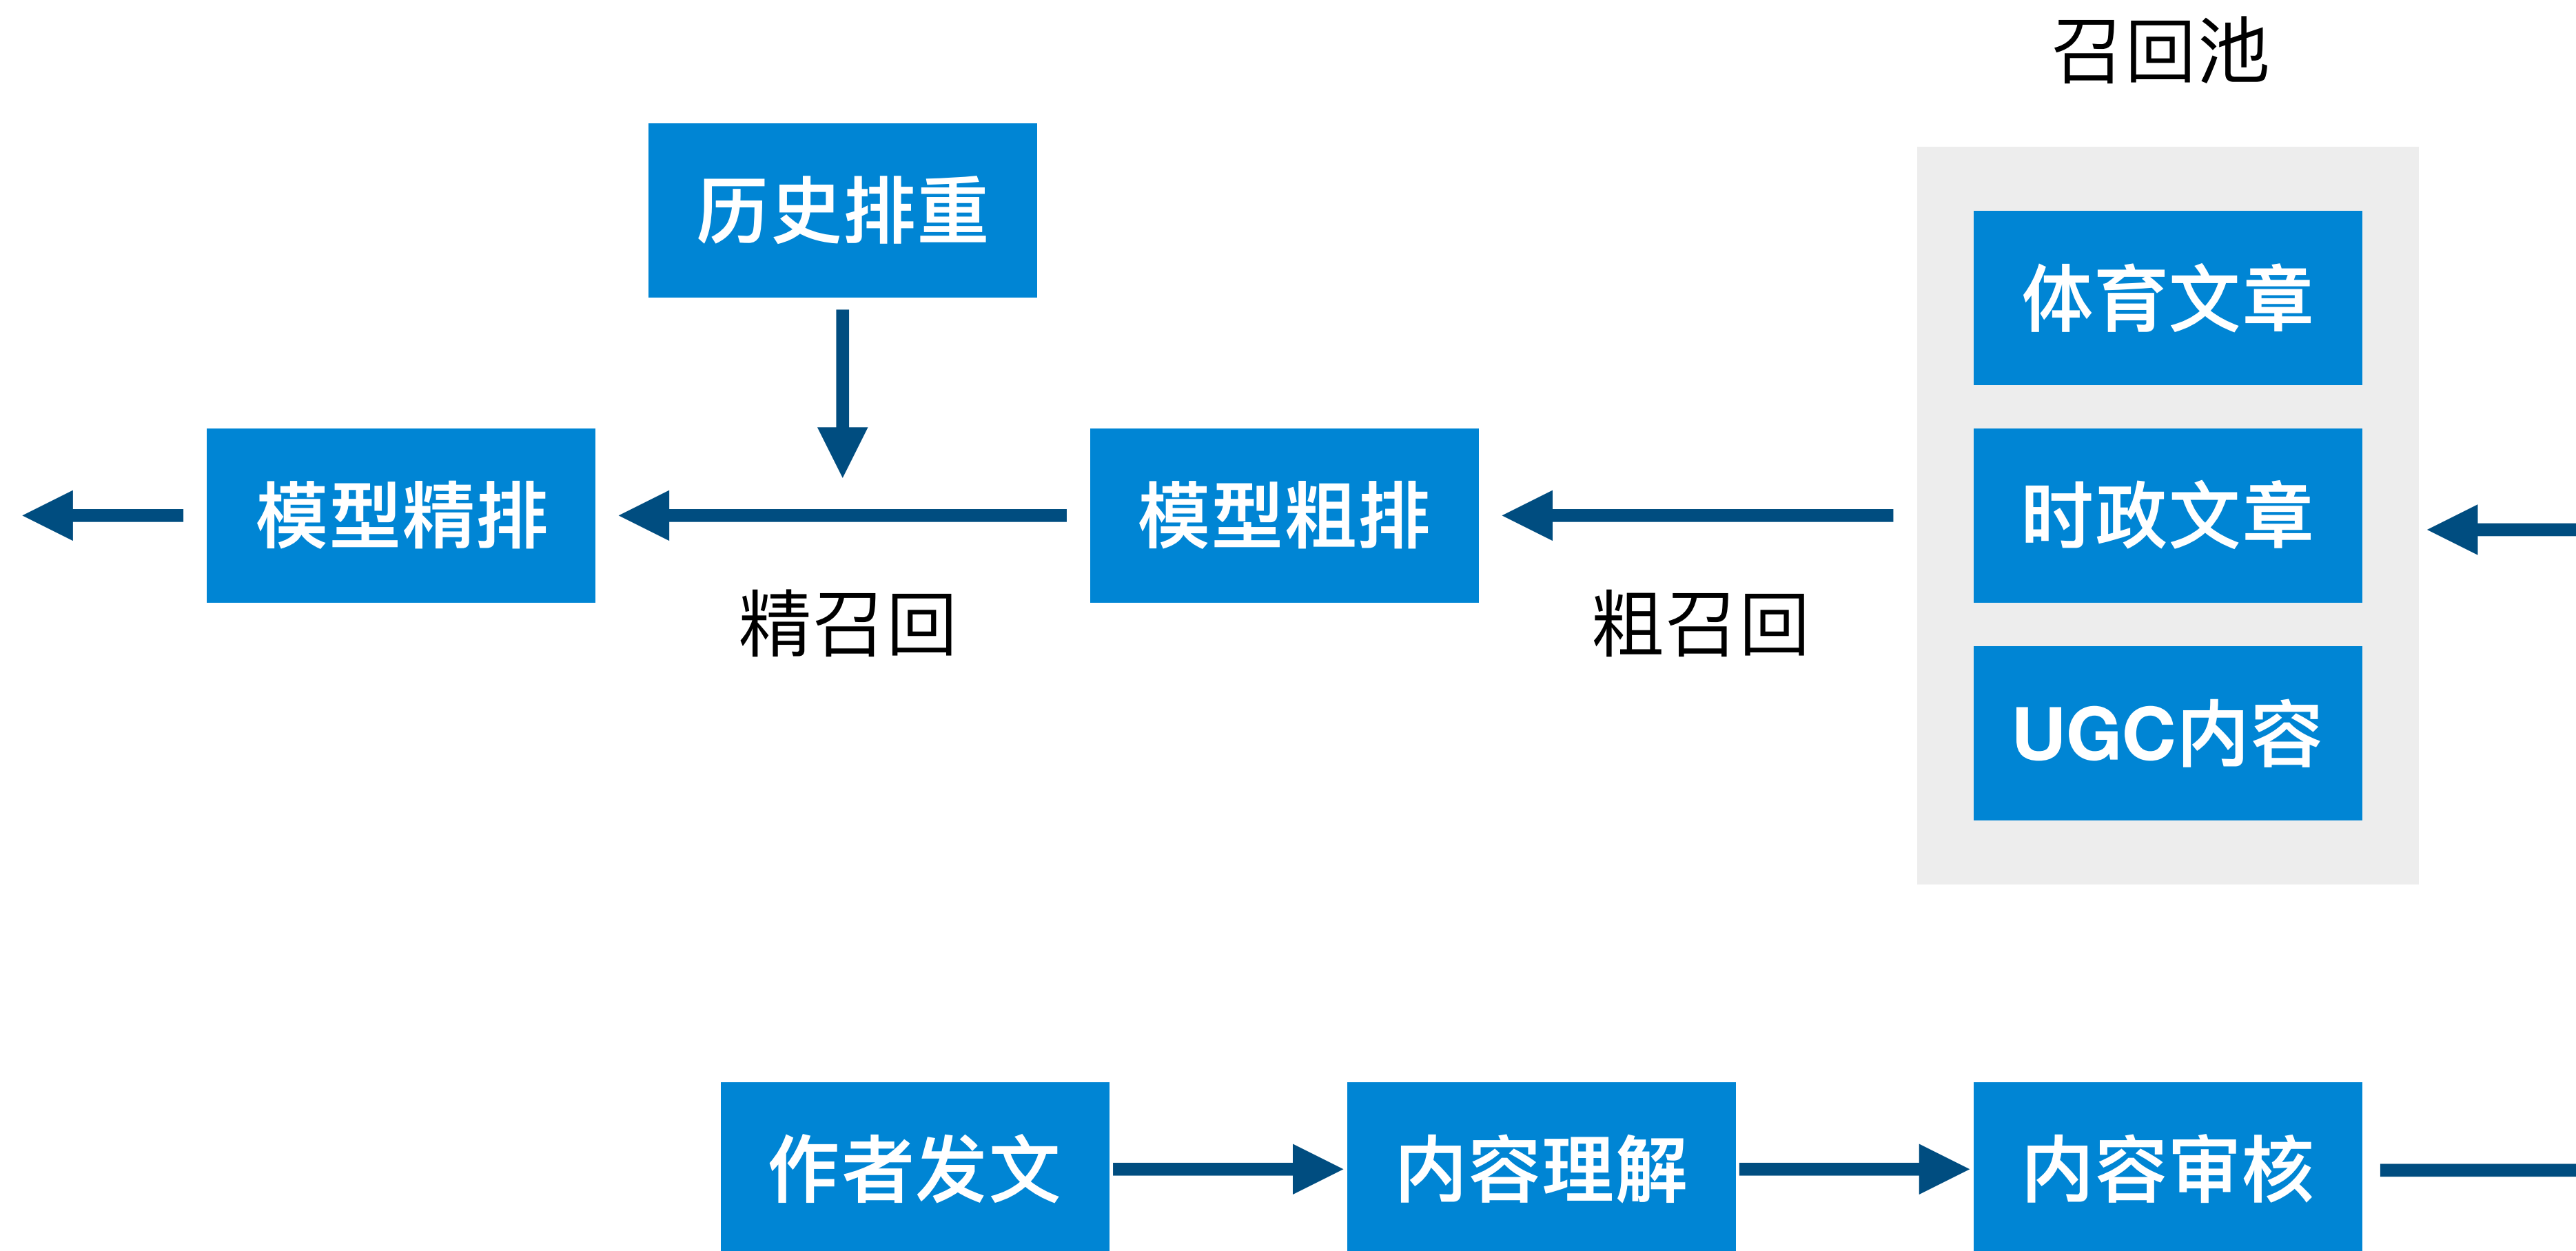 召回池
历史排重
体育文章
模型精排
模型粗排
时政文章
精召回
粗召回
UGC内容
作者发文
内容理解
内容审核